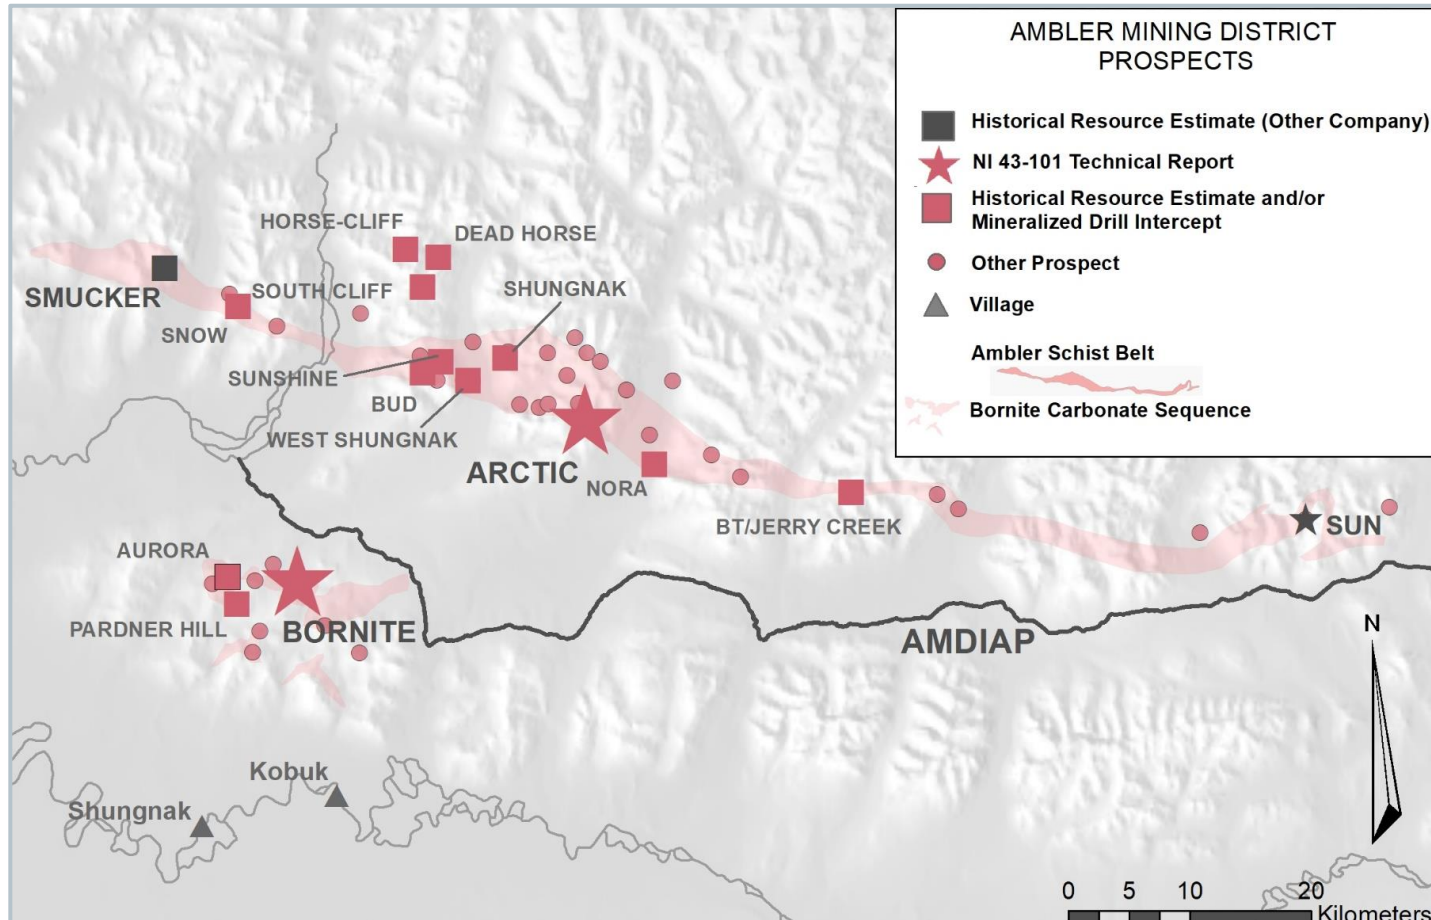 AMBLER MINING DISTRICT
PROSPECTS
Historical Resource Estimate (Other Company)
NI 43-101 Technical Report
Historical Resource Estimate and/or
Mineralized Drill Intercept
Other Prospect
Village
Ambler Schist Belt
Bornite Carbonate Sequence
HORSE-CLIFF
DEAD HORSE
SMUCKER
SOUTH CLIFF
SHUNGNAK
SNOW
SUNSHINE
BUD
WEST SHUNGNAK
ARCTIC
NORA
BT/JERRY CREEK
SUN
AURORA
PARDNER HILL
BORNITE
AMDIAP
N
Kobuk
Shungnak
0 5 10 20
Kilometers